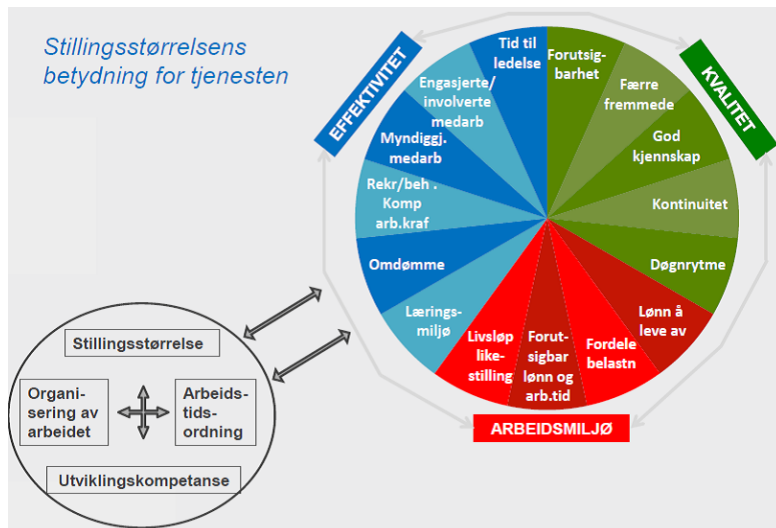 Stillingsstørrelsens
betydning for tjenesten
EFFEKTIVITET
KVALITET
ARBEIDSMILJØ
Tid til
ledelse
Forutsig-
barhet
Færre
fremmede
God
kjennskap
Kontinuitet
Døgnrytme
Lønn å
leve av
Fordele
belastn
Forut-
sigbar
lønn og
arb.tid
Livsløp
like-
stilling
Lærings-
miljø
Omdømme
Rekr/beh .
Komp
arb.kraf
Myndiggj.
medarb
Engasjerte/
involverte
medarb
Stillingsstørrelse
Organi-
sering av
arbeidet
Arbeids-
tids-
ordning
Utviklingskompetanse